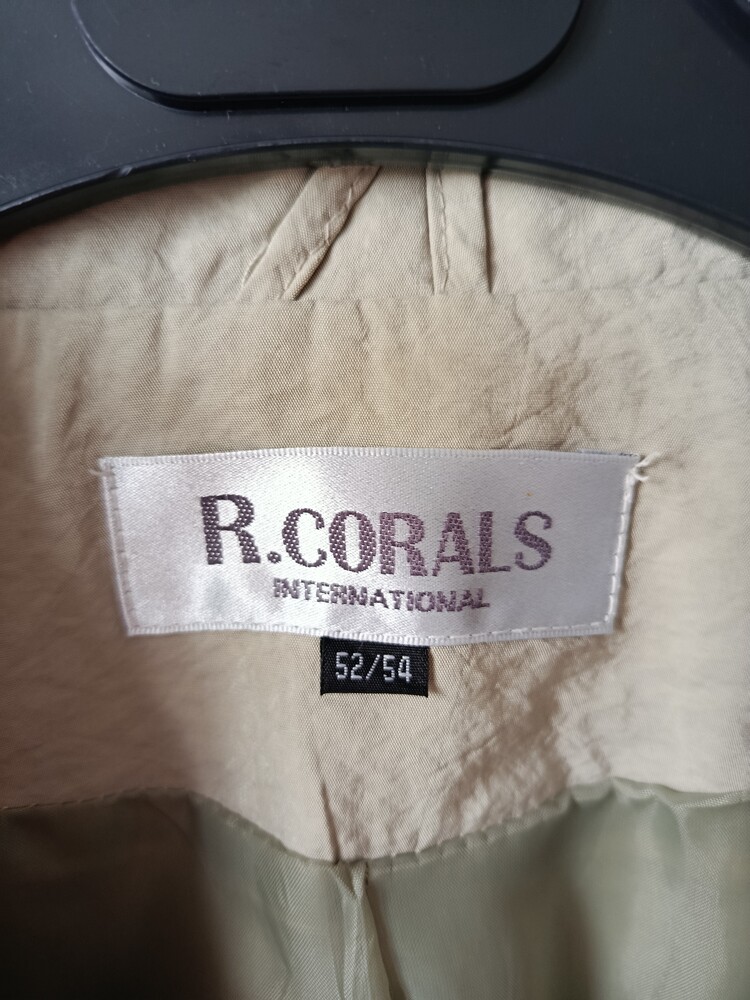 R.CORALS
INTERNATIONAL
52/54